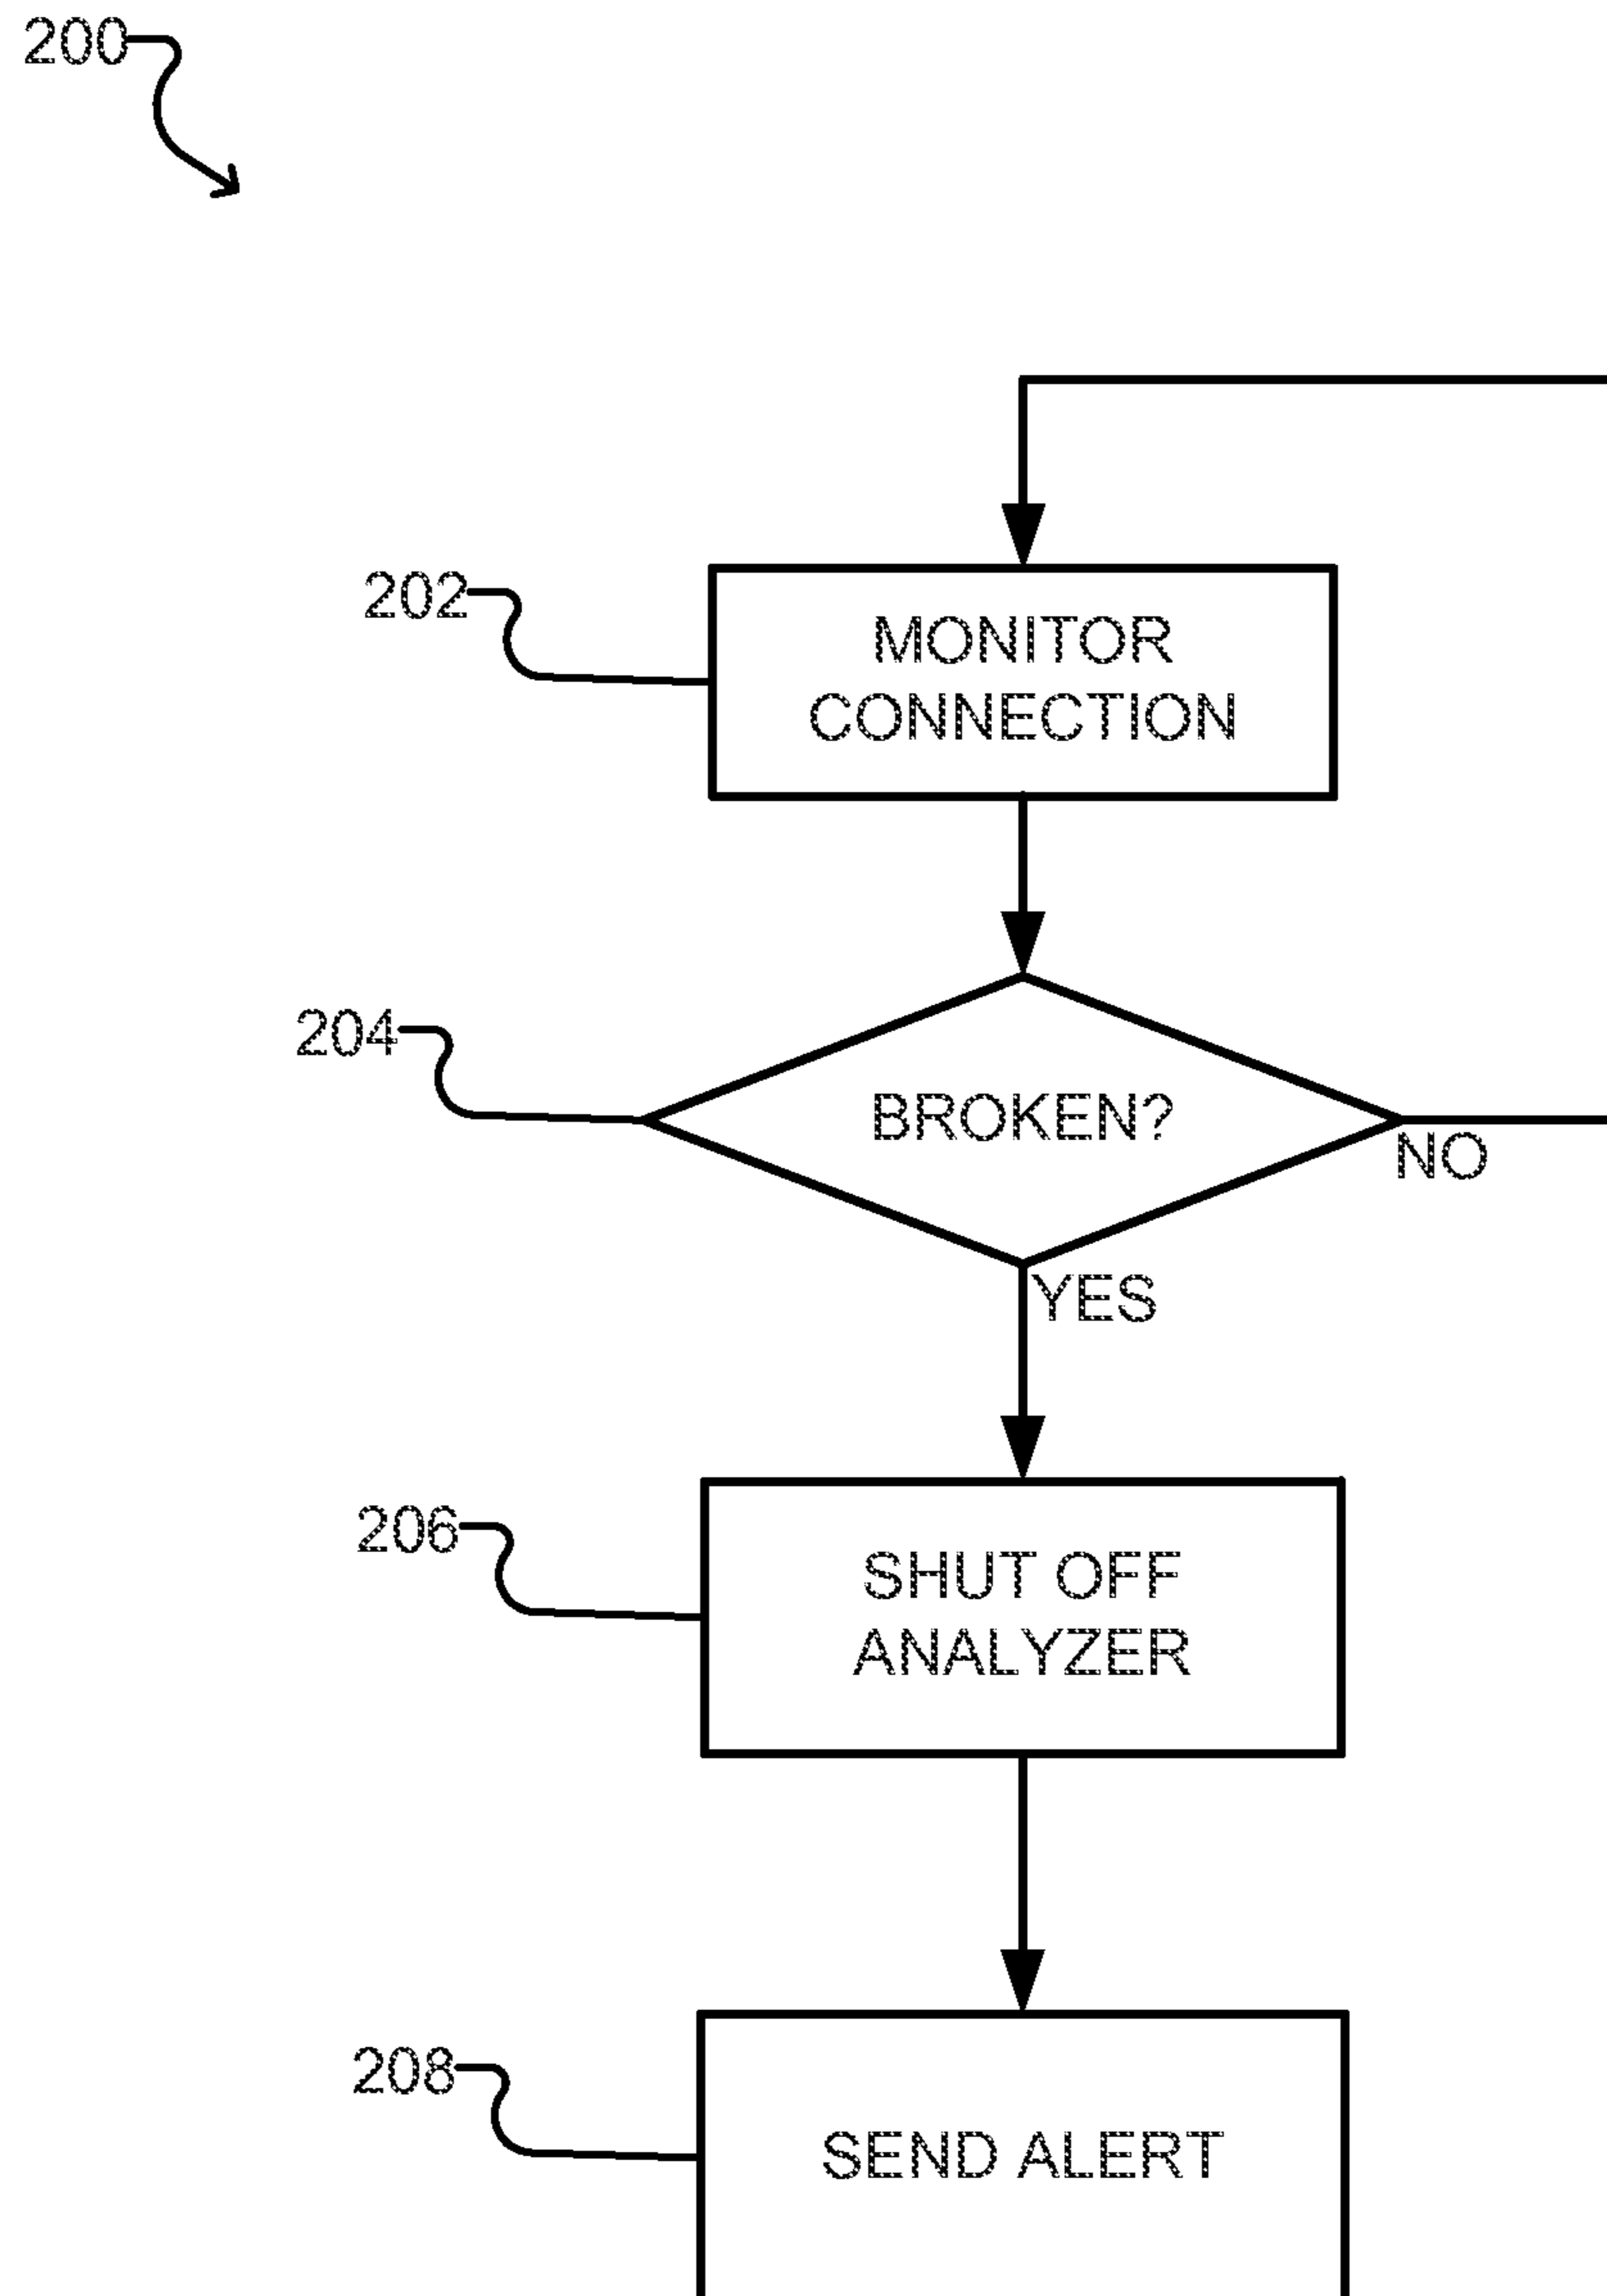 200
202
MONITOR
CONNECTION
204
BROKEN?
NO
YES
206
SHUT OFF
ANALYZER
208
SEND ALERT